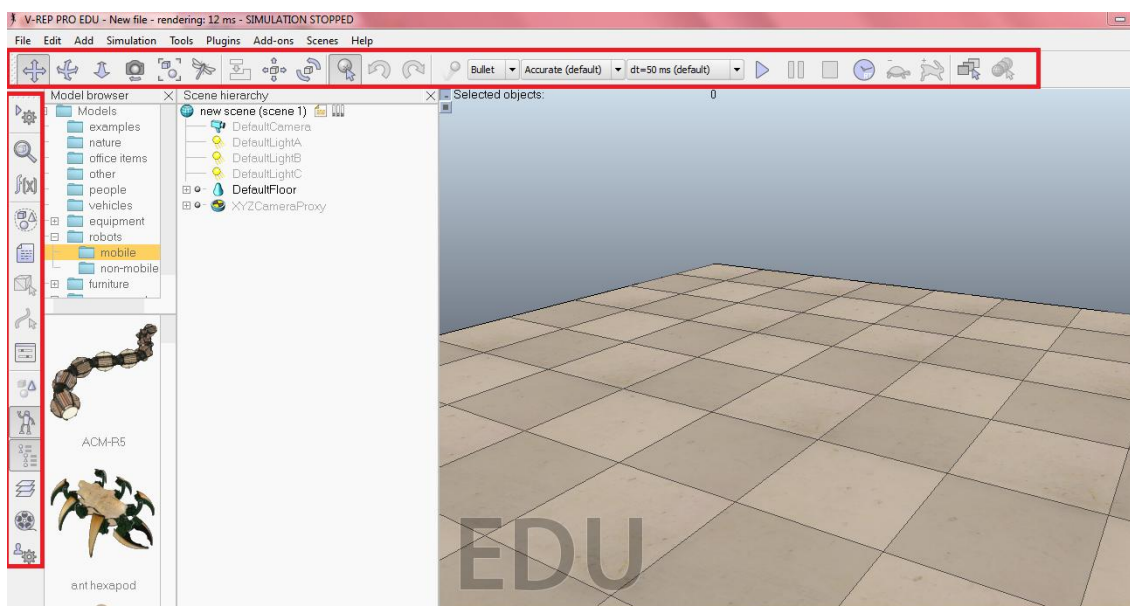 V-REP PRO EDU - New file - rendering: 12 ms - SIMULATION STOPPED
File Edit Add Simulation Tools Plugins Add-ons Scenes Help
Bullet Accurate (default) dt=50 ms (default)
Model browser
Models
examples
nature
office items
other
people
vehicles
equipment
robots
mobile
non-mobile
furniture
ACM-R5
ant hexapod
Scene hierarchy
new scene (scene 1)
DefaultCamera
DefaultLightA
DefaultLightB
DefaultLightC
DefaultFloor
XYZCameraProxy
Selected objects: 0
f(x)
EDU